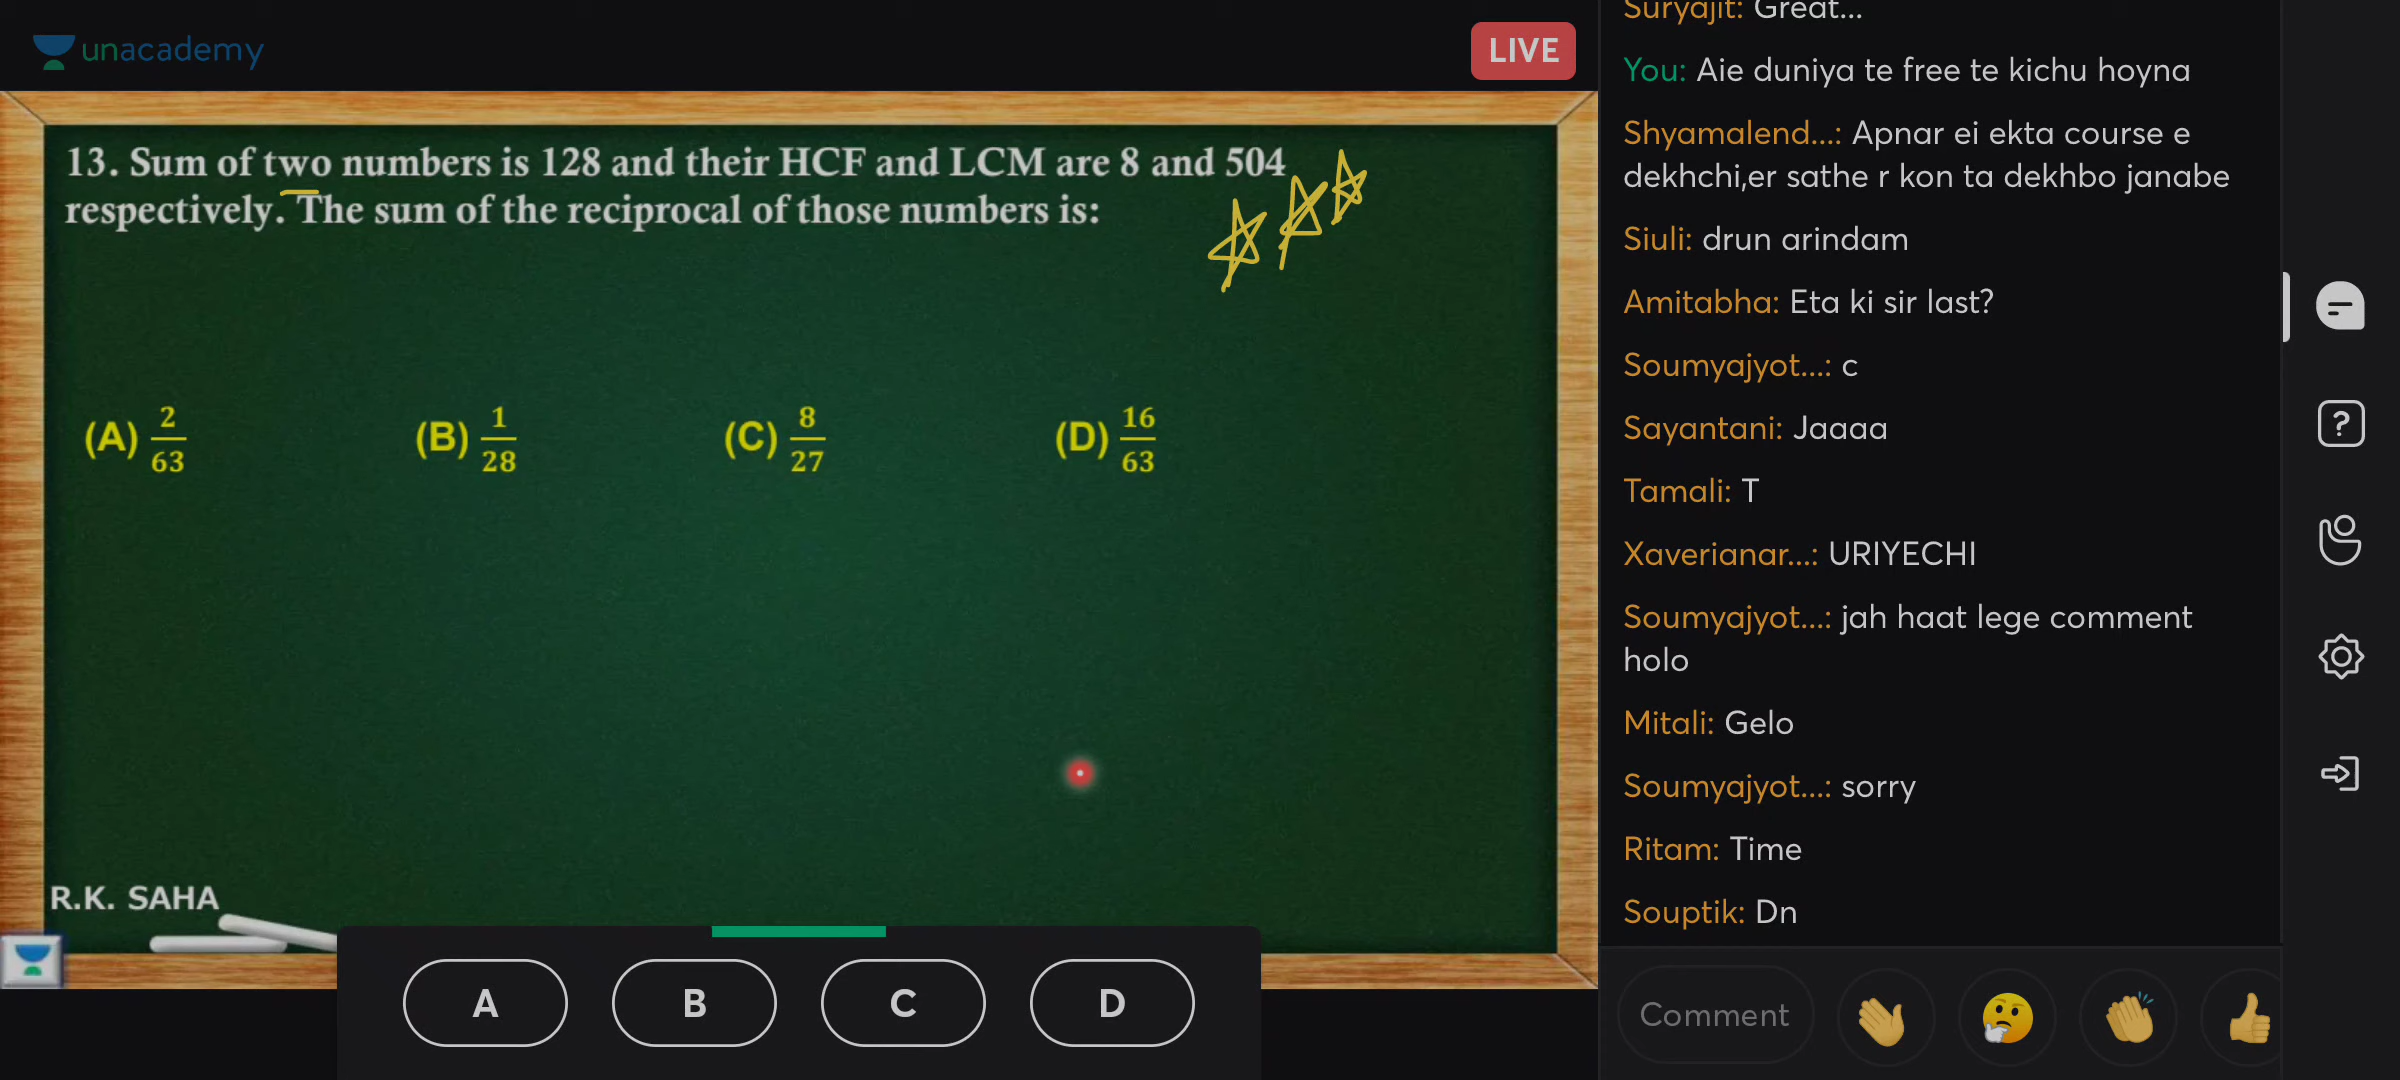 unacademy
LIVE
13. Sum of two numbers is 128 and their HCF and LCM are 8 and 504
respectively. The sum of the reciprocal of those numbers is:
(A) 2/63 (B) 1/28 (C) 8/27 (D) 16/63
R.K. SAHA
A B C D
Suryajit: Great...
You: Aie duniya te free te kichu hoyna
Shyamalend...: Apnar ei ekta course e
dekhchi,er sathe r kon ta dekhbo janabe
Siuli: drun arindam
Amitabha: Eta ki sir last?
Soumyajyot...: c
Sayantani: Jaaaa
Tamali: T
Xaverianar...: URIYECHI
Soumyajyot...: jah haat lege comment
holo
Mitali: Gelo
Soumyajyot...: sorry
Ritam: Time
Souptik: Dn
Comment